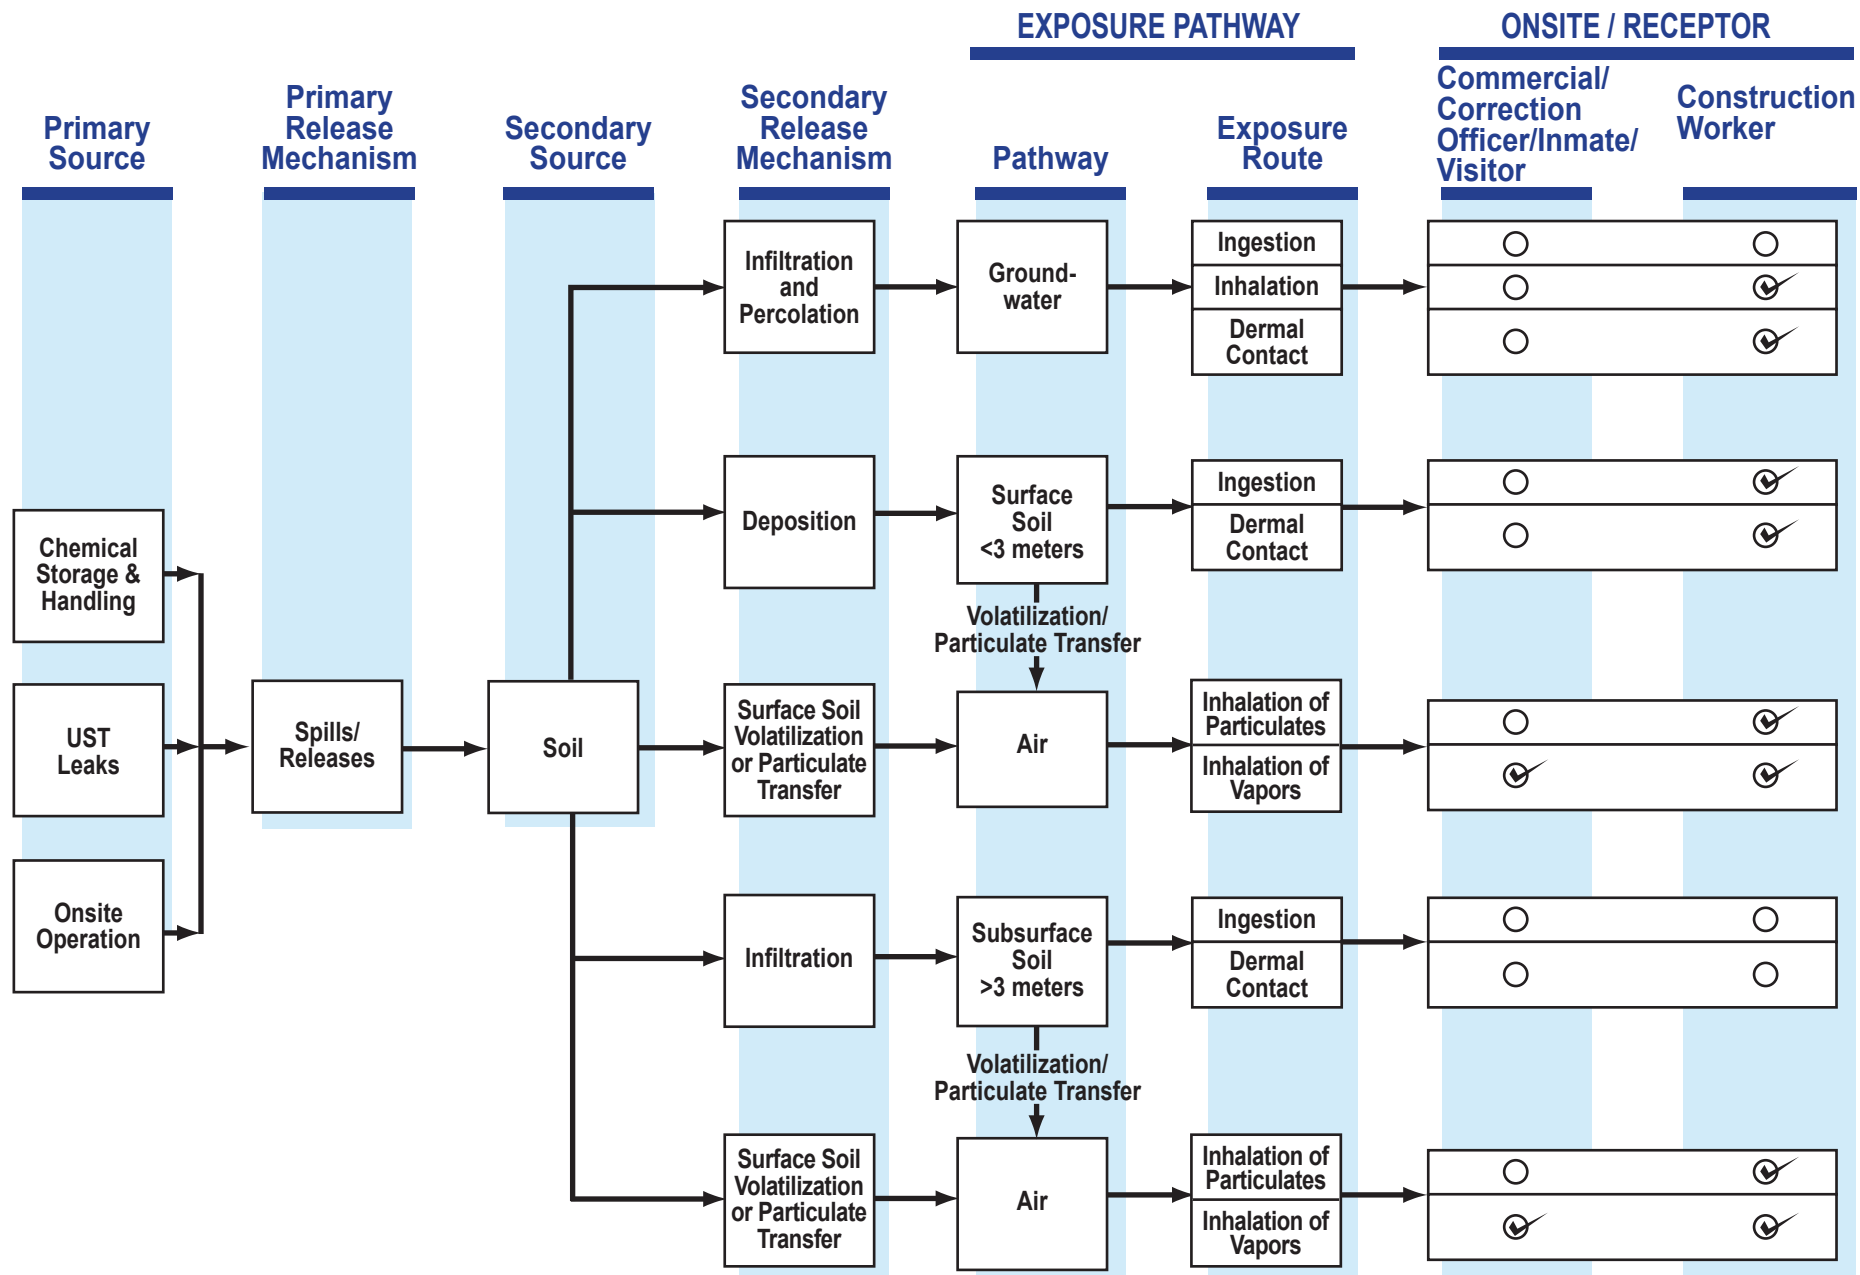 EXPOSURE PATHWAY
ONSITE / RECEPTOR
Primary
Source
Primary
Release
Mechanism
Secondary
Source
Secondary
Release
Mechanism
Pathway
Exposure
Route
Commercial/
Correction
Officer/Inmate/
Visitor
Construction
Worker
Chemical
Storage &
Handling
UST
Leaks
Onsite
Operation
Spills/
Releases
Soil
Infiltration
and
Percolation
Ground-
water
Ingestion
Inhalation
Dermal
Contact
Deposition
Surface
Soil
<3 meters
Ingestion
Dermal
Contact
Volatilization/
Particulate Transfer
Surface Soil
Volatilization
or Particulate
Transfer
Air
Inhalation of
Particulates
Inhalation of
Vapors
Infiltration
Subsurface
Soil
>3 meters
Ingestion
Dermal
Contact
Volatilization/
Particulate Transfer
Surface Soil
Volatilization
or Particulate
Transfer
Air
Inhalation of
Particulates
Inhalation of
Vapors